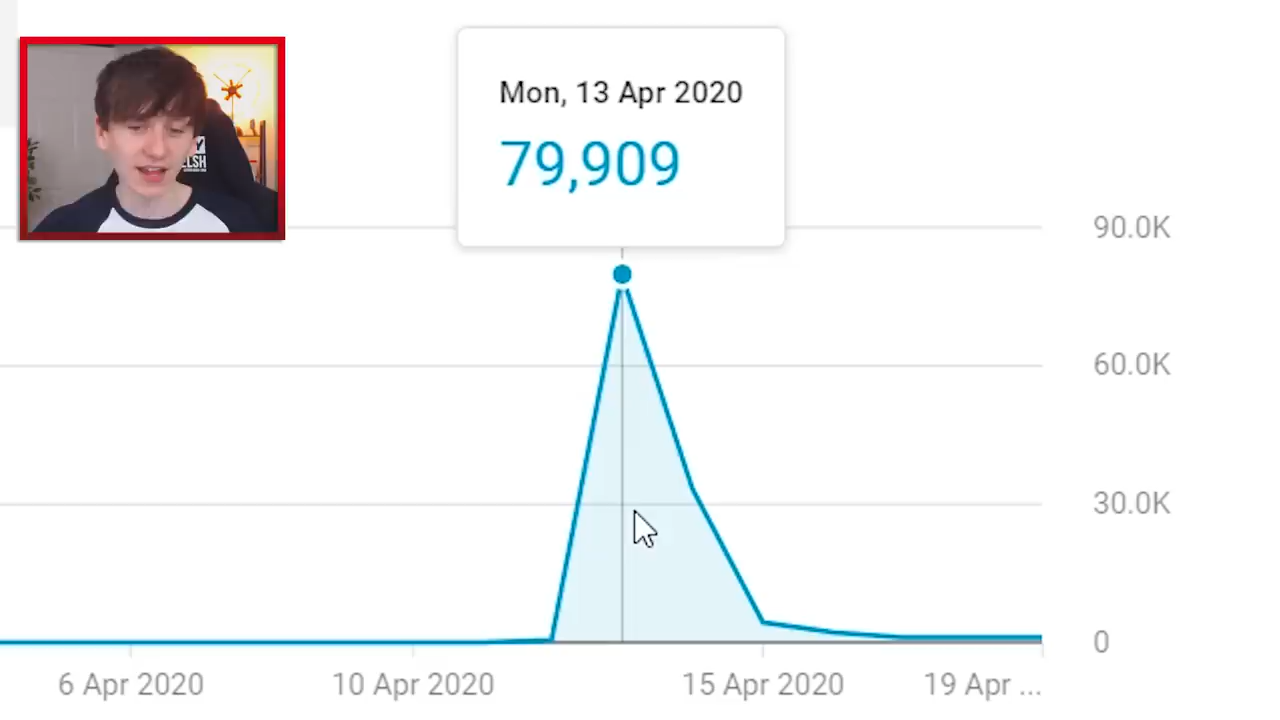 Mon, 13 Apr 2020
79,909
ELSH
90.0K
60.0K
30.0K
0
6 Apr 2020
10 Apr 2020
15 Apr 2020
19 Apr ...